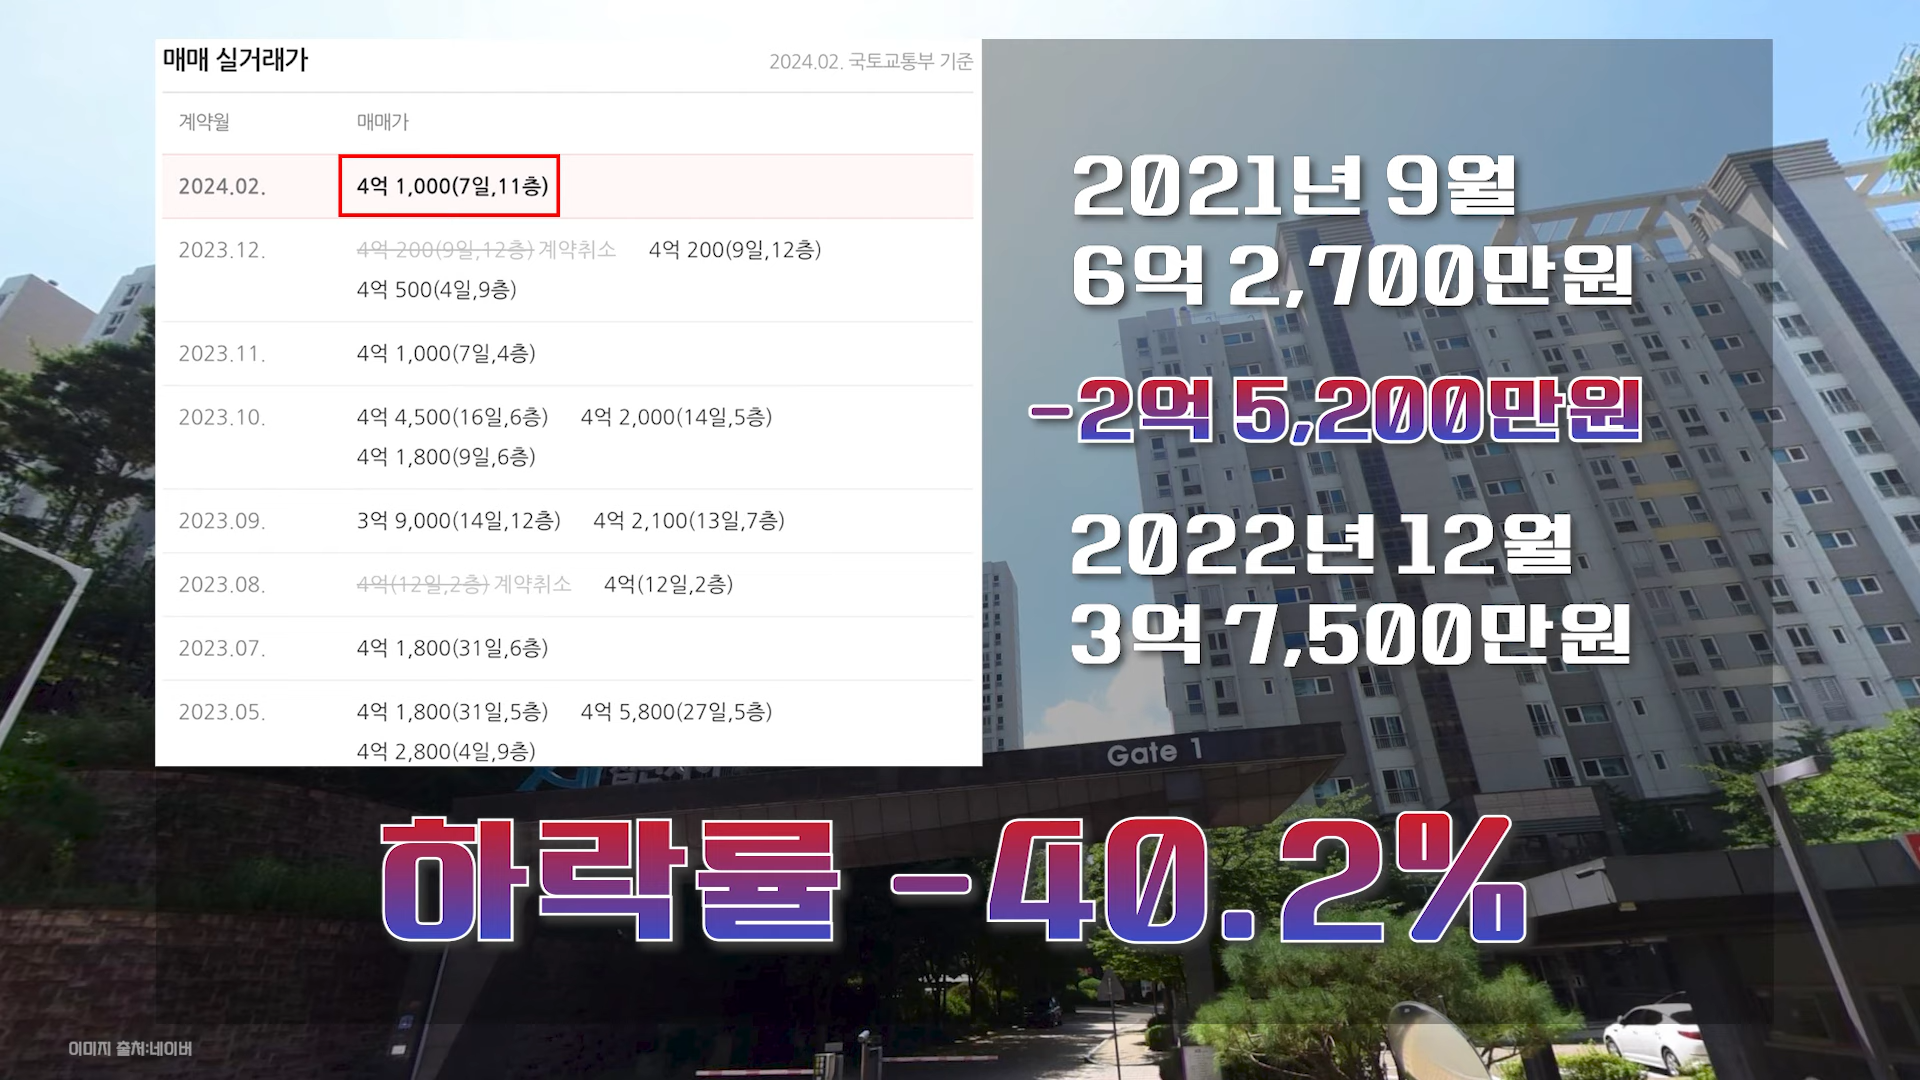 매매 실거래가
2024.02. 국토교통부 기준
계약월 매매가
2024.02. 4억 1,000(7일,11층)
2023.12. 4억 200(9일,12층) 계약취소 4억 200(9일,12층)
4억 500(4일,9층)
2023.11. 4억 1,000(7일,4층)
2023.10. 4억 4,500(16일,6층) 4억 2,000(14일,5층)
4억 1,800(9일,6층)
2023.09. 3억 9,000(14일,12층) 4억 2,100(13일,7층)
2023.08. 4억(12일,2층) 계약취소 4억(12일,2층)
2023.07. 4억 1,800(31일,6층)
2023.05. 4억 1,800(31일,5층) 4억 5,800(27일,5층)
4억 2,800(4일,9층)
2021년 9월
6억 2,700만원
-2억 5,200만원
2022년 12월
3억 7,500만원
Gate 1
하락률 -40.2%
이미지 출처:네이버